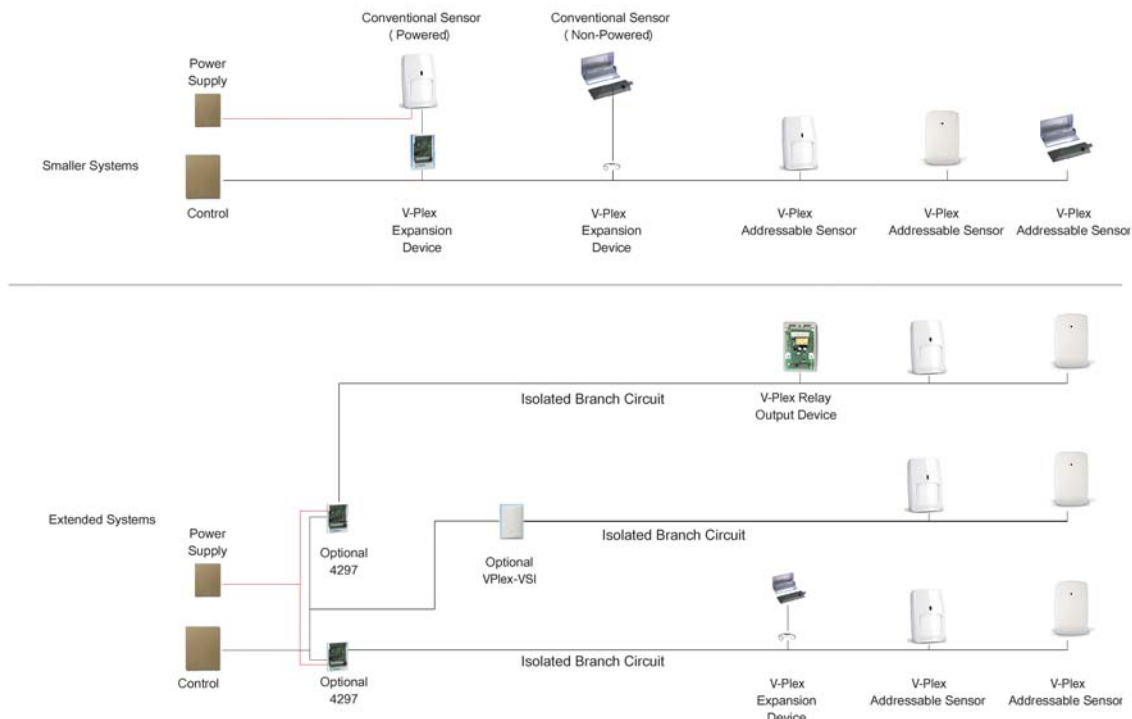 Conventional Sensor
( Powered)
Conventional Sensor
( Non-Powered)
Power
Supply
Smaller Systems
Control
V-Plex
Expansion
Device
V-Plex
Expansion
Device
V-Plex
Addressable Sensor
V-Plex
Addressable Sensor
V-Plex
Addressable Sensor
Isolated Branch Circuit
V-Plex Relay
Output Device
Extended Systems
Power
Supply
Optional
4297
Optional
VPlex-VSI
Isolated Branch Circuit
Control
Optional
4297
Isolated Branch Circuit
V-Plex
Expansion
Device
V-Plex
Addressable Sensor
V-Plex
Addressable Sensor